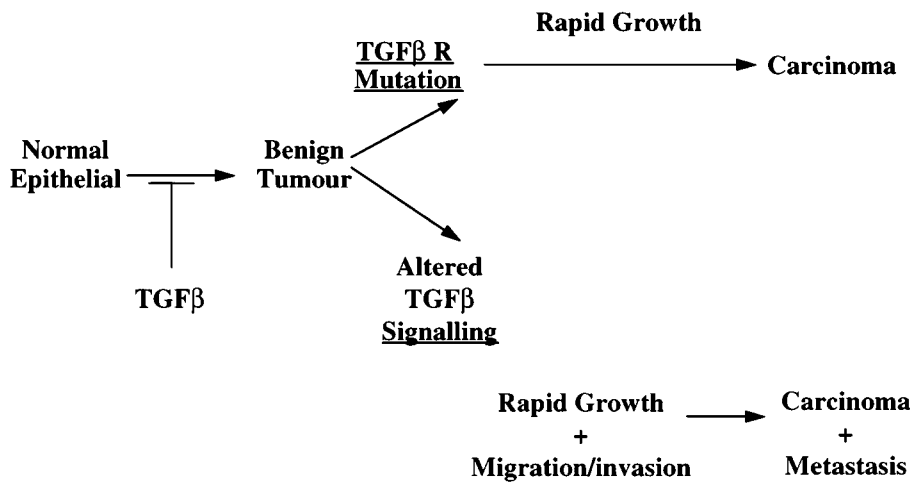 Rapid Growth
TGFβ R
Mutation
Carcinoma
Normal
Epithelial
Benign
Tumour
TGFβ
Altered
TGFβ
Signalling
Rapid Growth
+
Migration/invasion
Carcinoma
+
Metastasis